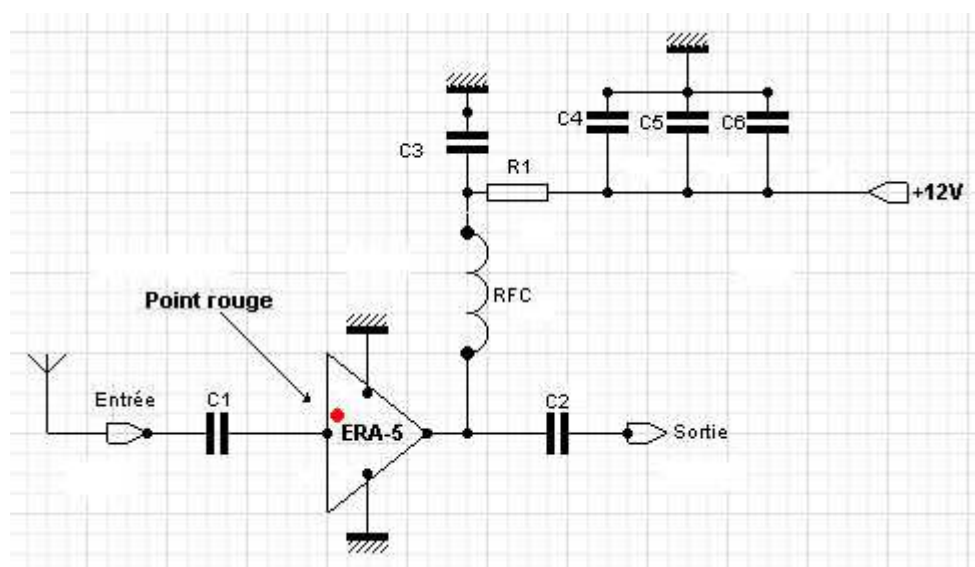 C4
C5
C6
C3
R1
+12V
RFC
Point rouge
Entrée
C1
ERA-5
C2
Sortie